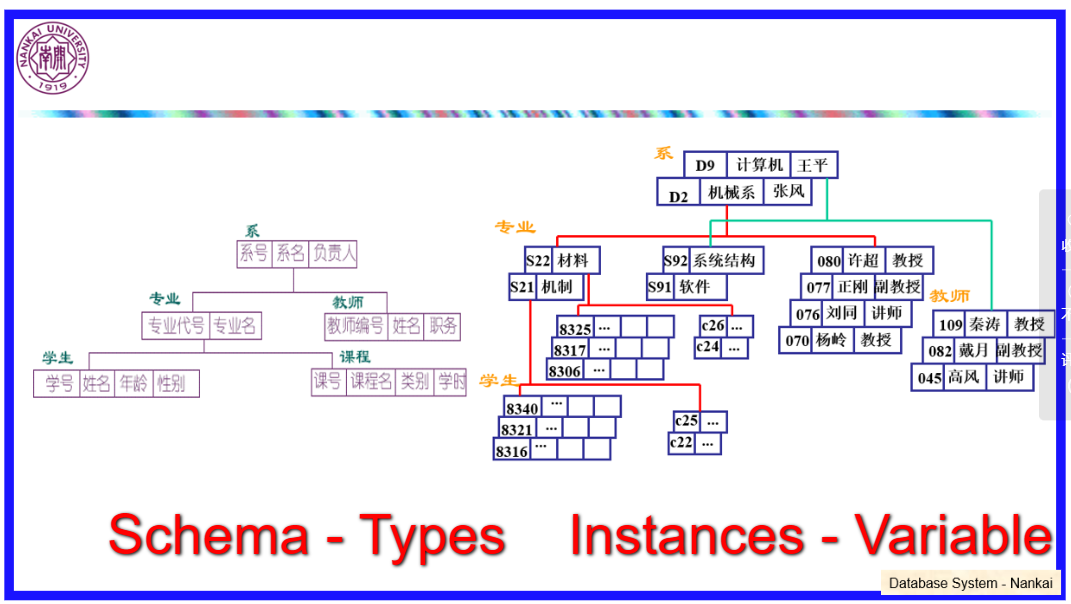 NANKAI UNIVERSITY
南開
1919
系
系号 系名 负责人
专业
专业代号 专业名
教师
教师编号 姓名 职务
学生
学号 姓名 年龄 性别
课程
课号 课程名 类别 学时
系
D9 计算机 王平
D2 机械系 张风
专业
S22 材料
S21 机制
S92 系统结构
S91 软件
080 许超 教授
077 正刚 副教授
076 刘同 讲师
070 杨岭 教授
教师
109 秦涛 教授
082 戴月 副教授
045 高风 讲师
8325 ...
8317 ...
8306 ...
c26 ...
c24 ...
学生
8340 ...
8321 ...
8316 ...
c25 ...
c22 ...
Schema - Types
Instances - Variable
Database System - Nankai